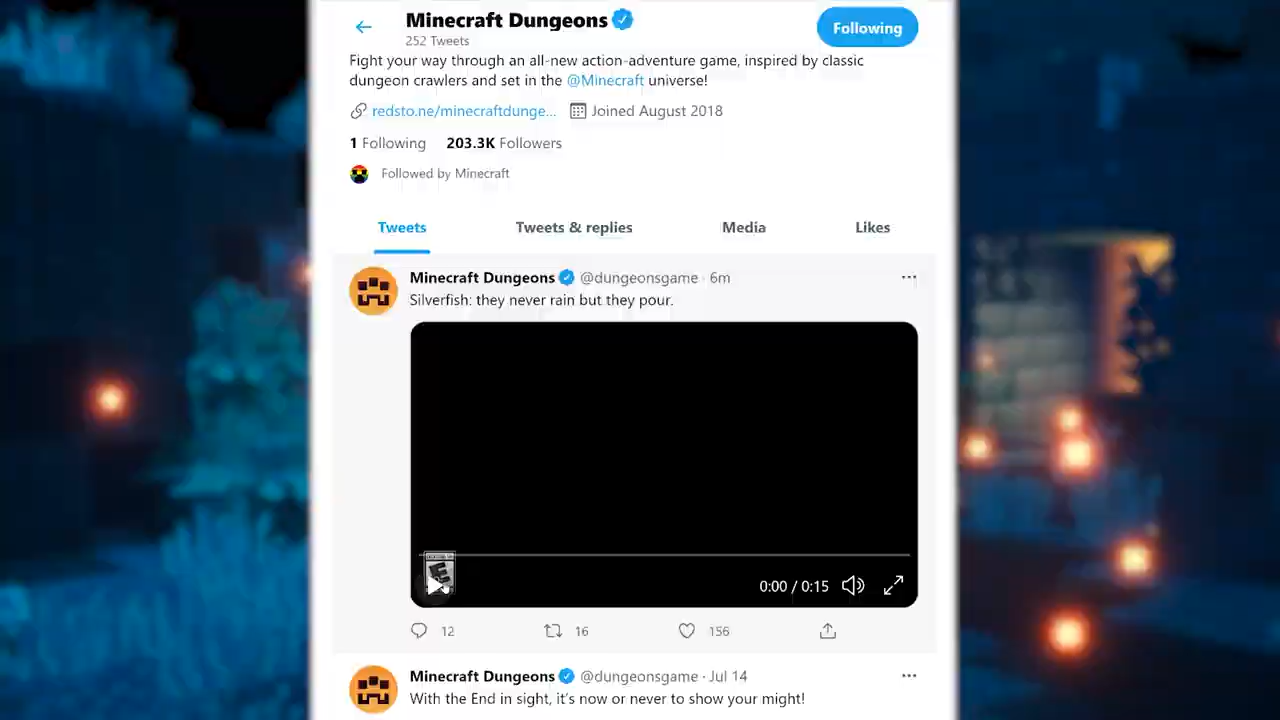 Minecraft Dungeons
252 Tweets
Following
Fight your way through an all-new action-adventure game, inspired by classic
dungeon crawlers and set in the @Minecraft universe!
redsto.ne/minecraftdunge... Joined August 2018
1 Following 203.3K Followers
Followed by Minecraft
Tweets Tweets & replies Media Likes
Minecraft Dungeons @dungeonsgame · 6m
Silverfish: they never rain but they pour.
E
0:00 / 0:15
12 16 156
Minecraft Dungeons @dungeonsgame · Jul 14
With the End in sight, it's now or never to show your might!